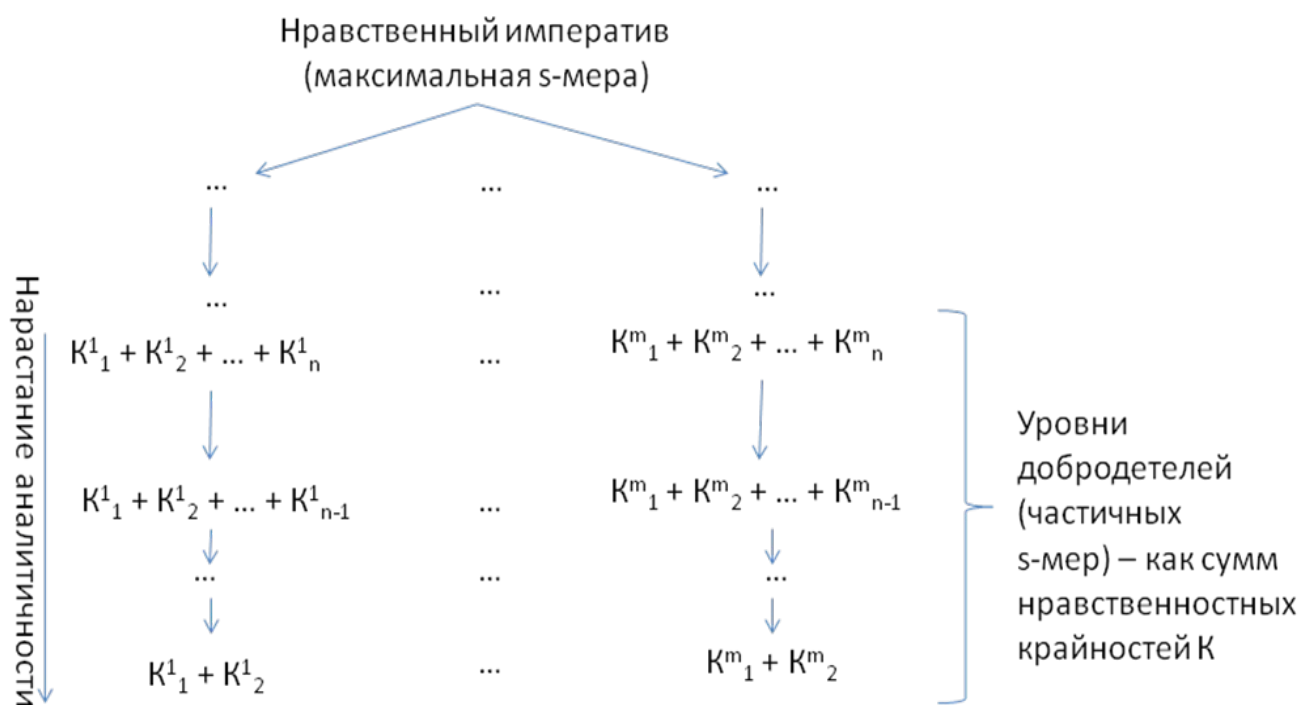 Нравственный императив
(максимальная s-мера)
... ... ...
... ... ...
К¹₁ + К¹₂ + ... + К¹ₙ ... Кᵐ₁ + Кᵐ₂ + ... + Кᵐₙ
К¹₁ + К¹₂ + ... + К¹ₙ₋₁ ... Кᵐ₁ + Кᵐ₂ + ... + Кᵐₙ₋₁
... ... ...
К¹₁ + К¹₂ ... Кᵐ₁ + Кᵐ₂
Нарастание аналитичности
Уровни
добродетелей
(частичных
s-мер) – как сумм
нравственностных
крайностей К